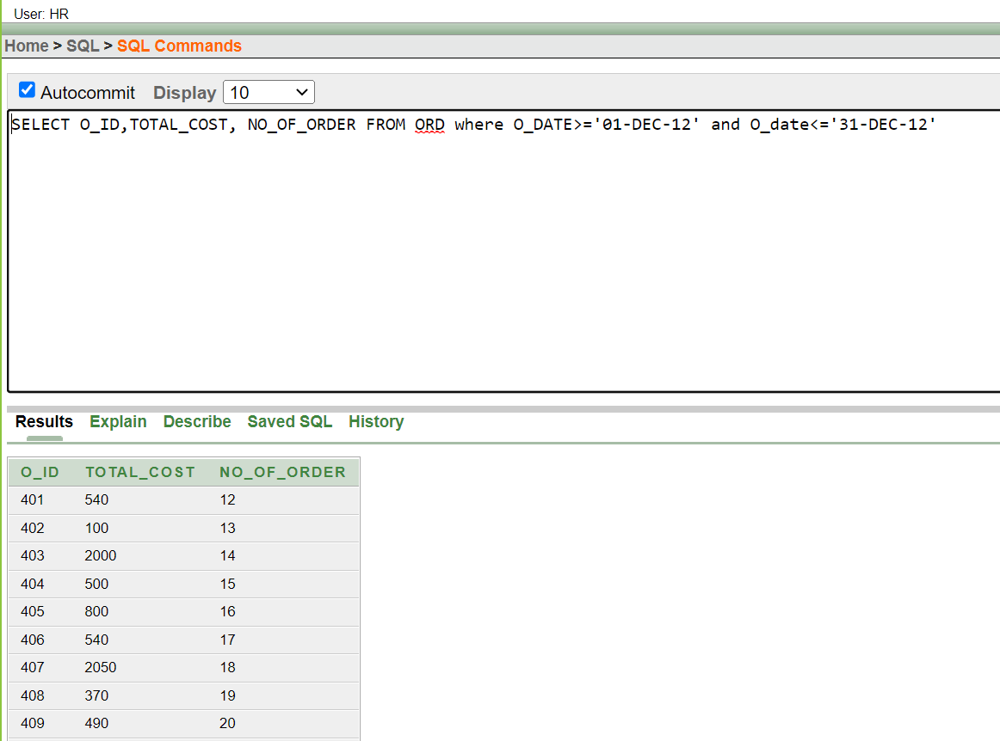 User: HR
Home > SQL > SQL Commands
Autocommit Display 10
SELECT O_ID,TOTAL_COST, NO_OF_ORDER FROM ORD where O_DATE>='01-DEC-12' and O_date<='31-DEC-12'
Results Explain Describe Saved SQL History
O_ID TOTAL_COST NO_OF_ORDER
401 540 12
402 100 13
403 2000 14
404 500 15
405 800 16
406 540 17
407 2050 18
408 370 19
409 490 20